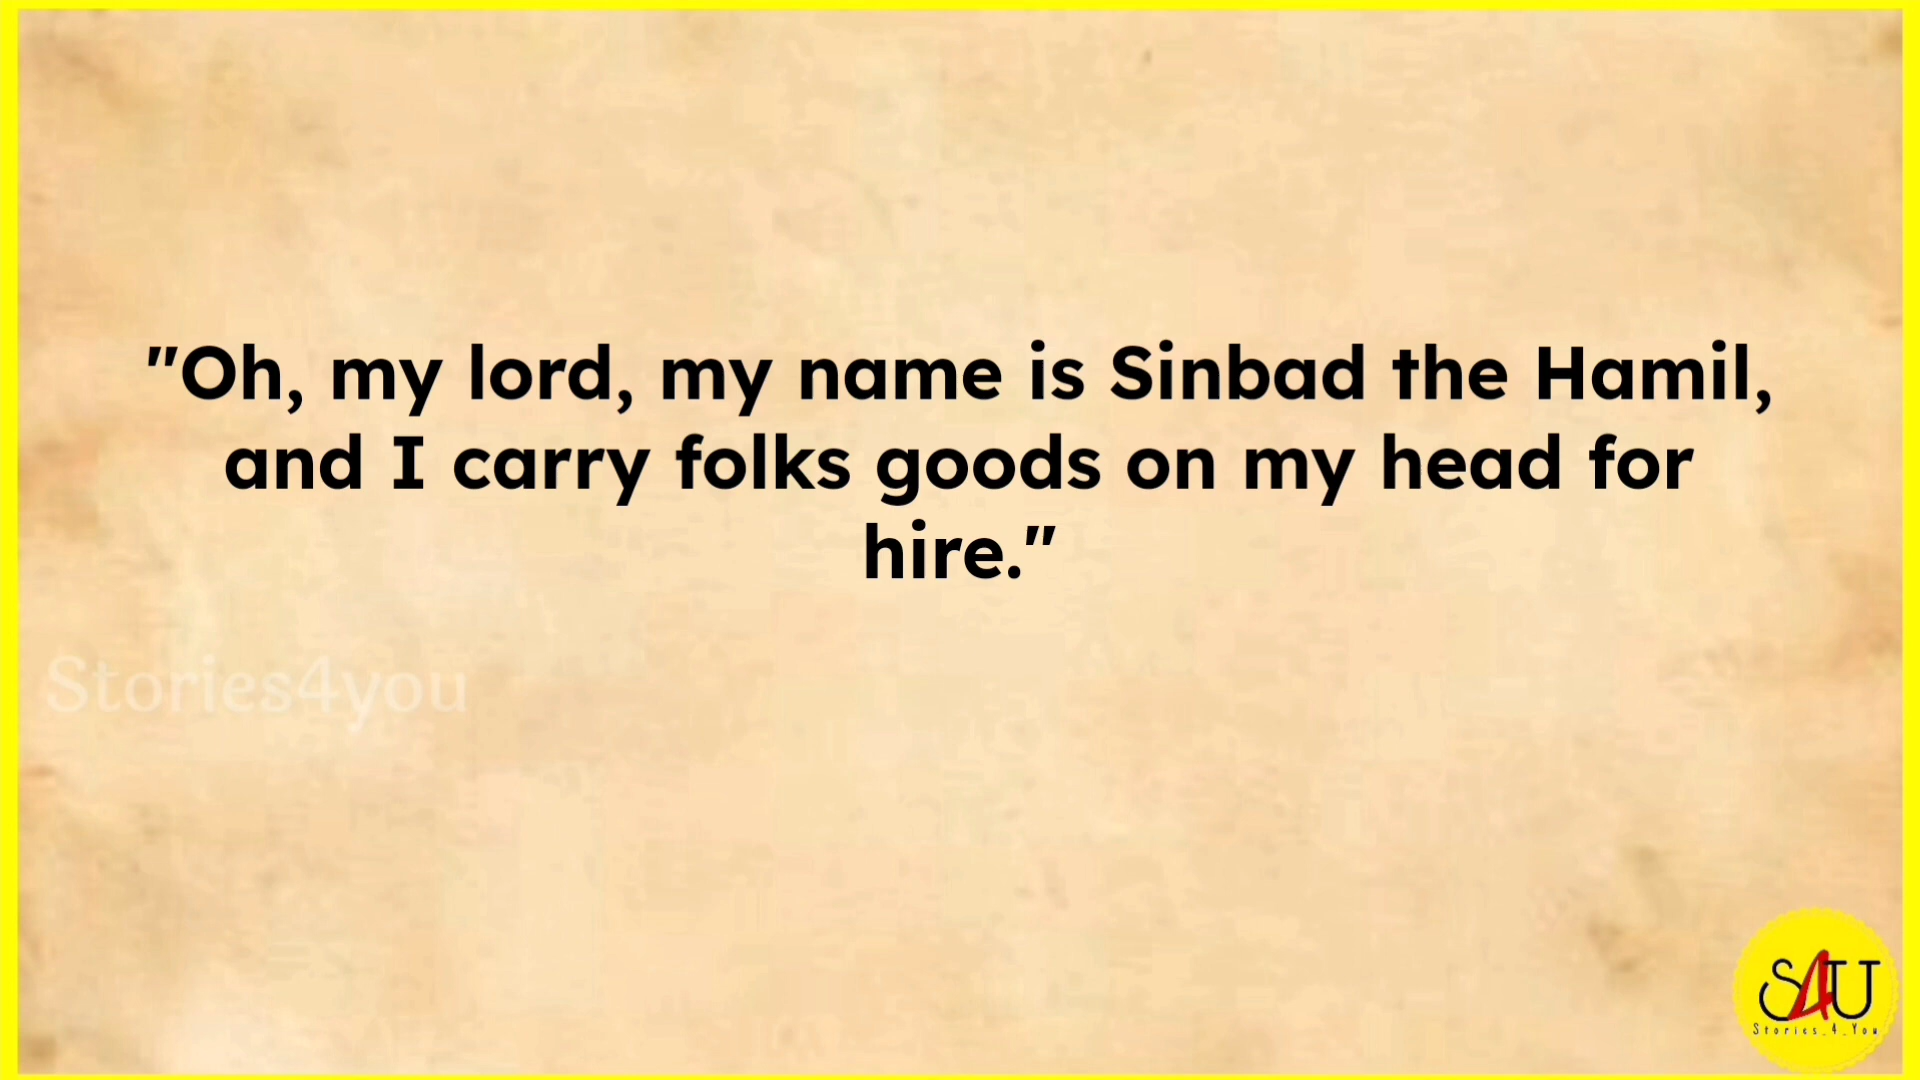 "Oh, my lord, my name is Sinbad the Hamil,
and I carry folks goods on my head for
hire."
Stories4you
S4U
Stories_4_You